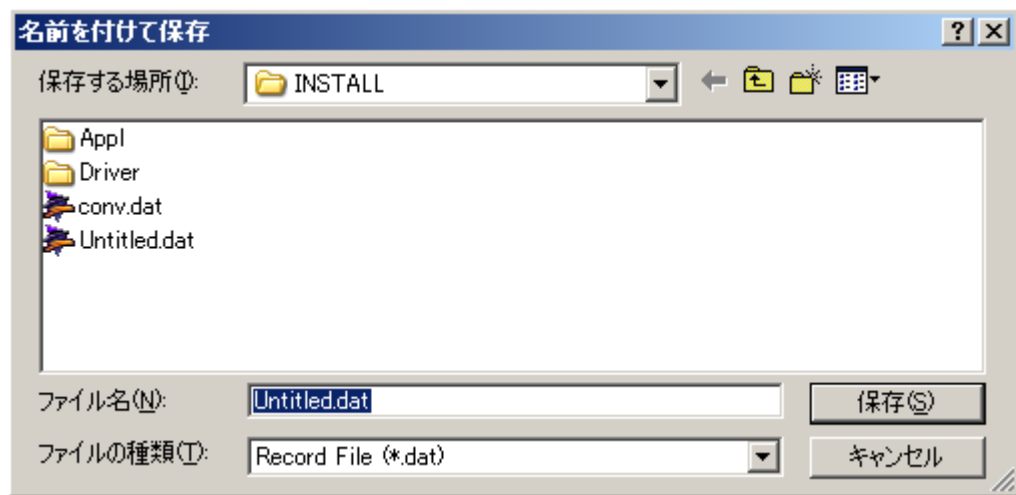 名前を付けて保存
保存する場所(I): INSTALL
Appl
Driver
conv.dat
Untitled.dat
ファイル名(N): Untitled.dat 保存(S)
ファイルの種類(T): Record File (*.dat) キャンセル